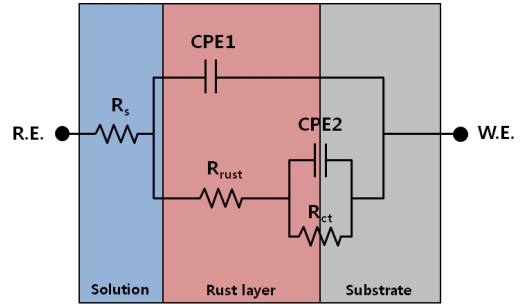 CPE1
Rs
CPE2
R.E.
W.E.
Rrust
Rct
Solution
Rust layer
Substrate